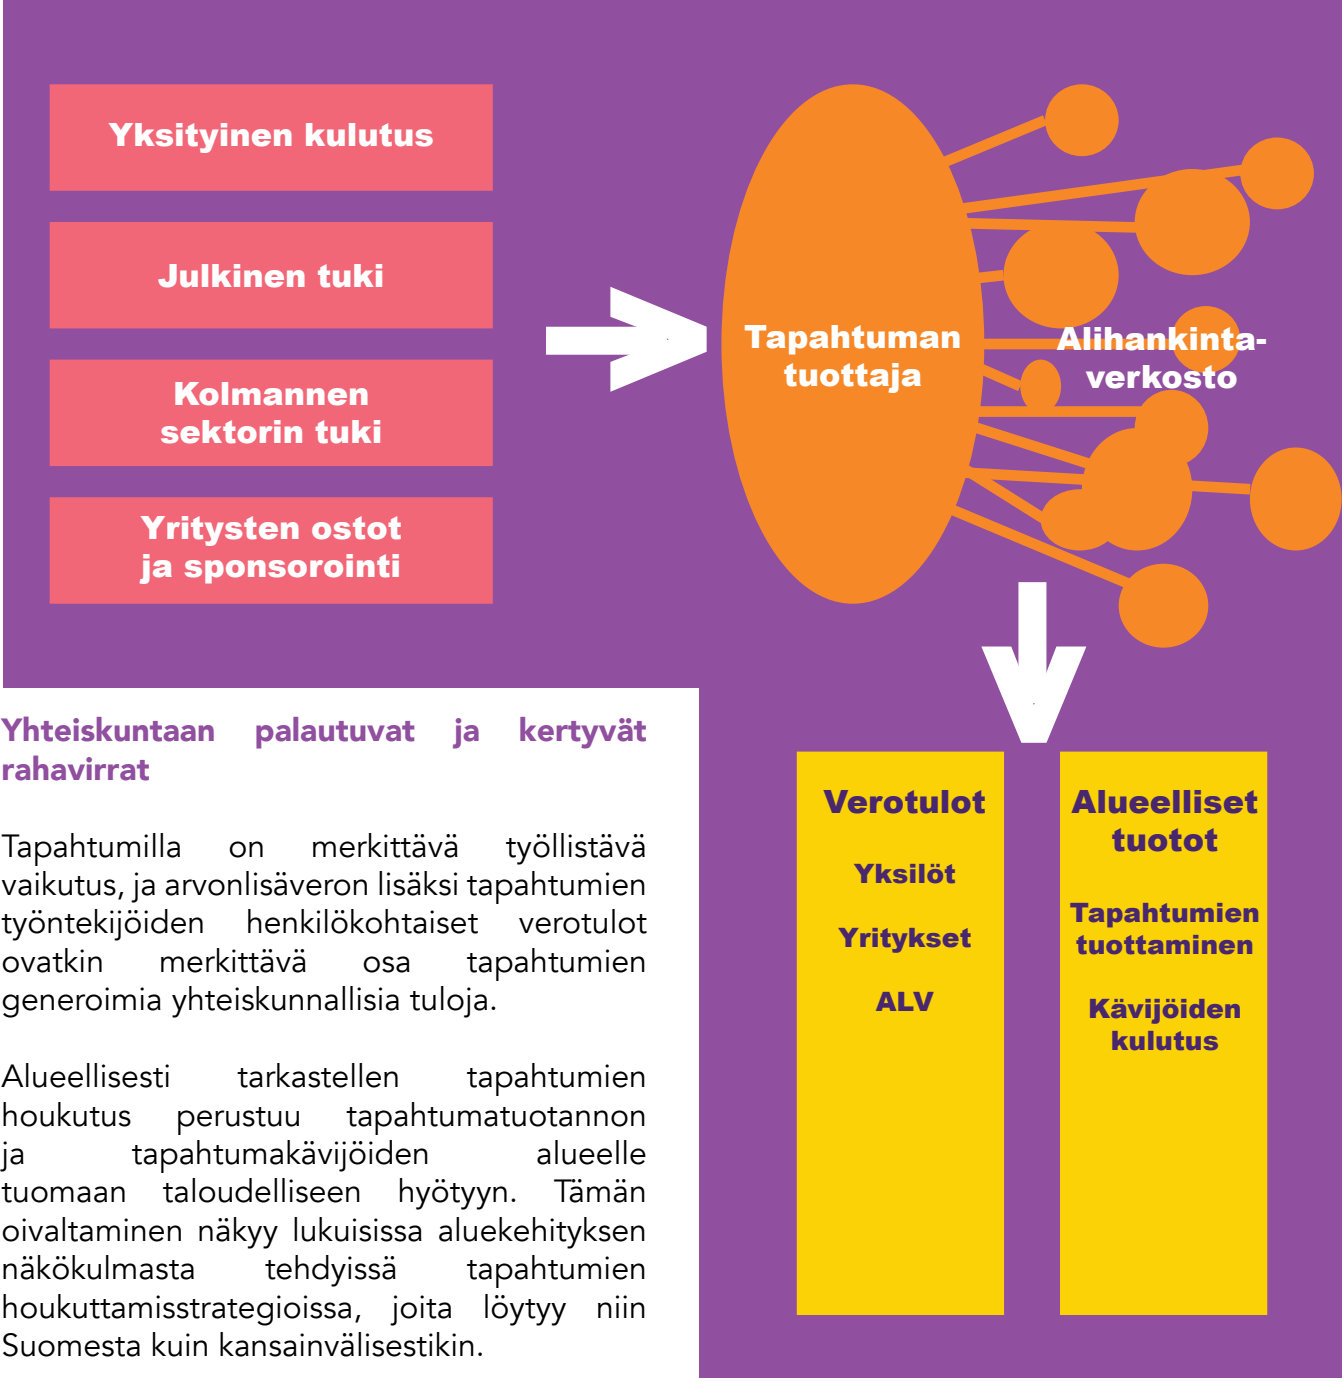 Yksityinen kulutus
Julkinen tuki
Kolmannen
sektorin tuki
Yritysten ostot
ja sponsorointi
Tapahtuman
tuottaja
Alihankinta-
verkosto
Yhteiskuntaan palautuvat ja kertyvät
rahavirrat
Tapahtumilla on merkittävä työllistävä
vaikutus, ja arvonlisäveron lisäksi tapahtumien
työntekijöiden henkilökohtaiset verotulot
ovatkin merkittävä osa tapahtumien
generoimia yhteiskunnallisia tuloja.
Alueellisesti tarkastellen tapahtumien
houkutus perustuu tapahtumatuotannon
ja tapahtumakävijöiden alueelle
tuomaan taloudelliseen hyötyyn. Tämän
oivaltaminen näkyy lukuisissa aluekehityksen
näkökulmasta tehdyissä tapahtumien
houkuttamisstrategioissa, joita löytyy niin
Suomesta kuin kansainvälisestikin.
Verotulot
Yksilöt
Yritykset
ALV
Alueelliset
tuotot
Tapahtumien
tuottaminen
Kävijöiden
kulutus